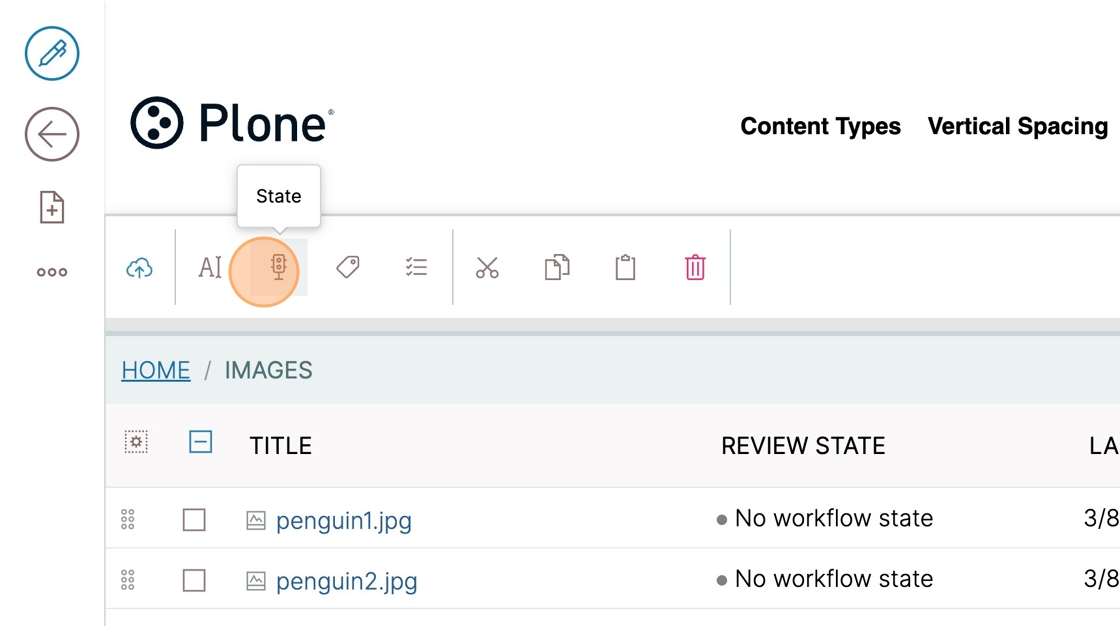 Plone®
Content Types Vertical Spacing
State
AI
HOME / IMAGES
TITLE REVIEW STATE LA
penguin1.jpg No workflow state 3/8
penguin2.jpg No workflow state 3/8